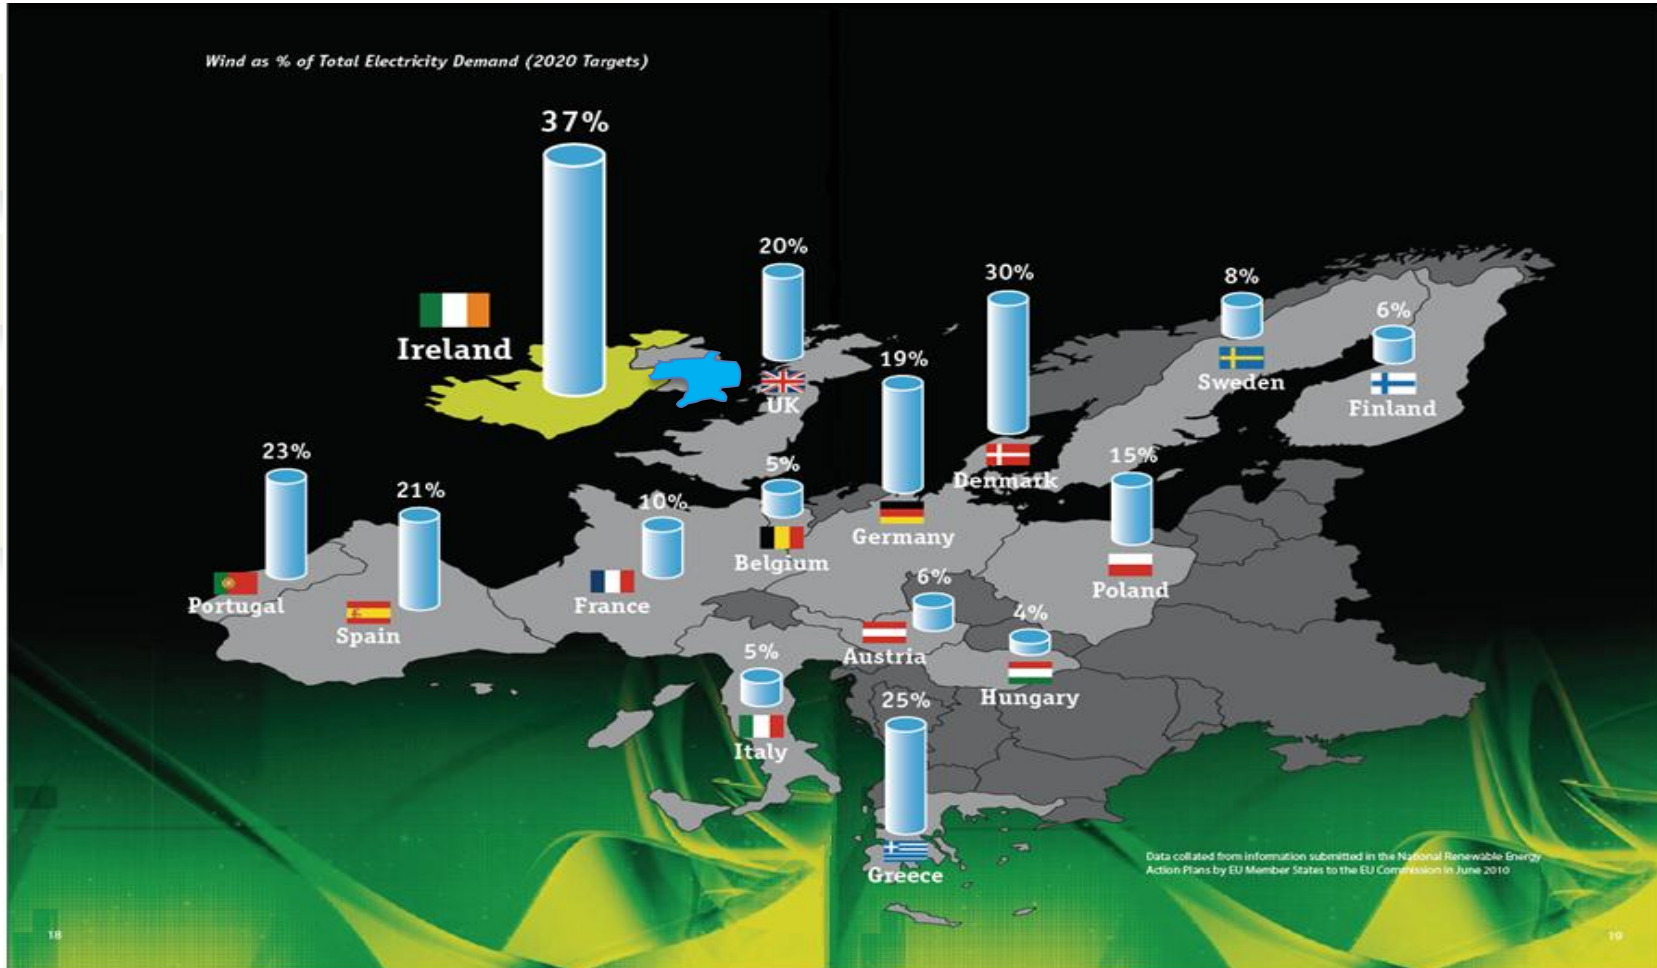 Wind as % of Total Electricity Demand (2020 Targets)
37%
Ireland
20%
UK
30%
Denmark
8%
Sweden
6%
Finland
19%
Germany
23%
Portugal
21%
Spain
10%
France
5%
Belgium
15%
Poland
6%
Austria
4%
Hungary
5%
Italy
25%
Greece
Data collated from information submitted in the National Renewable Energy
Action Plans by EU Member States to the EU Commission in June 2010
18
19